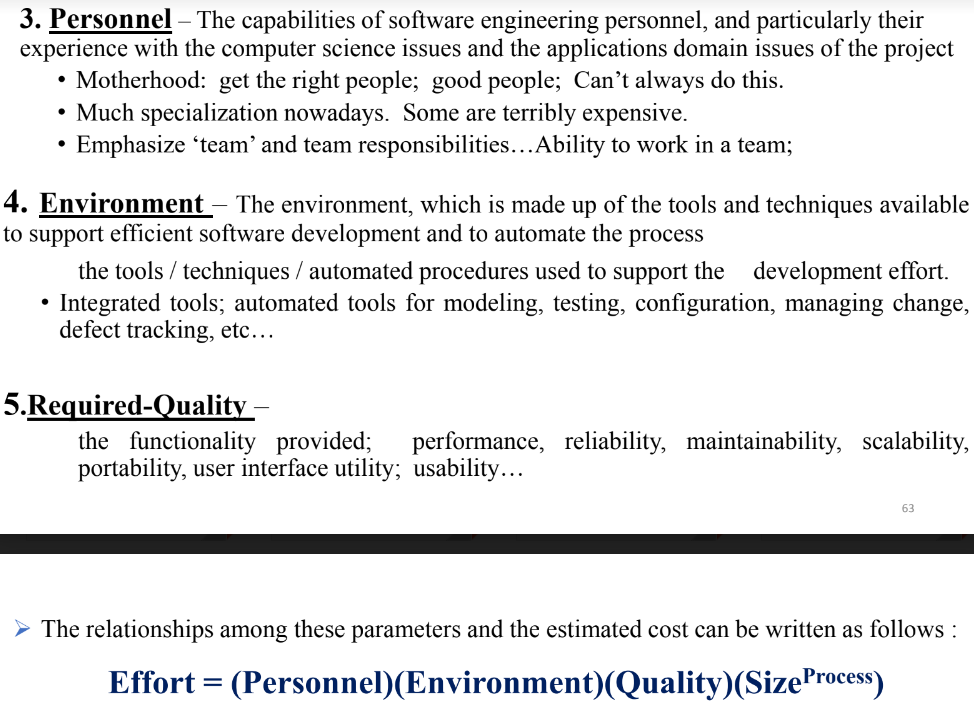 3. Personnel – The capabilities of software engineering personnel, and particularly their
experience with the computer science issues and the applications domain issues of the project
• Motherhood: get the right people; good people; Can’t always do this.
• Much specialization nowadays. Some are terribly expensive.
• Emphasize ‘team’ and team responsibilities…Ability to work in a team;
4. Environment – The environment, which is made up of the tools and techniques available
to support efficient software development and to automate the process
the tools / techniques / automated procedures used to support the development effort.
• Integrated tools; automated tools for modeling, testing, configuration, managing change,
defect tracking, etc…
5.Required-Quality –
the functionality provided; performance, reliability, maintainability, scalability,
portability, user interface utility; usability…
63
➢ The relationships among these parameters and the estimated cost can be written as follows :
Effort = (Personnel)(Environment)(Quality)(Size^Process)